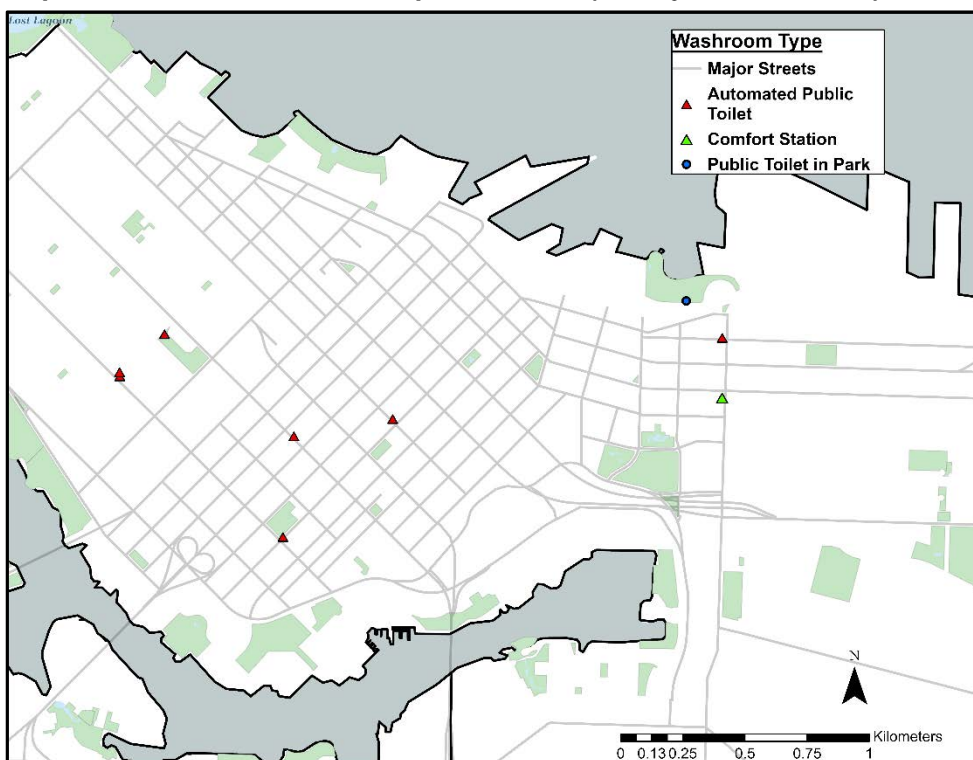 Lost Lagoon
Washroom Type
Major Streets
Automated Public
Toilet
Comfort Station
Public Toilet in Park
N
Kilometers
0 0.13 0.25 0.5 0.75 1